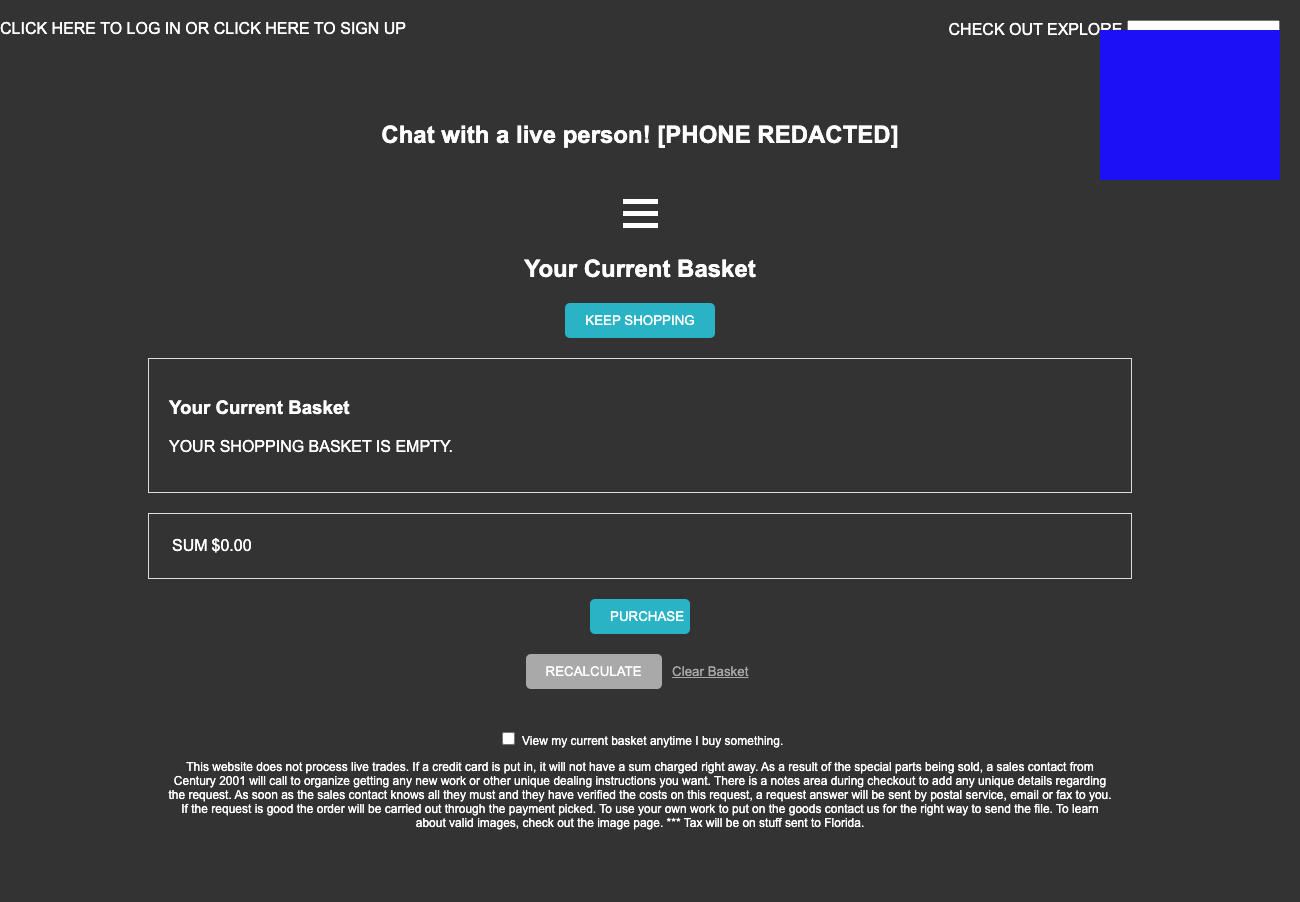 CLICK HERE TO LOG IN OR CLICK HERE TO SIGN UP
CHECK OUT EXPLORE
Chat with a live person! [PHONE REDACTED]
Your Current Basket
KEEP SHOPPING
Your Current Basket
YOUR SHOPPING BASKET IS EMPTY.
SUM $0.00
PURCHASE
RECALCULATE Clear Basket
View my current basket anytime I buy something.
This website does not process live trades. If a credit card is put in, it will not have a sum charged right away. As a result of the special parts being sold, a sales contact from
Century 2001 will call to organize getting any new work or other unique dealing instructions you want. There is a notes area during checkout to add any unique details regarding
the request. As soon as the sales contact knows all they must and they have verified the costs on this request, a request answer will be sent by postal service, email or fax to you.
If the request is good the order will be carried out through the payment picked. To use your own work to put on the goods contact us for the right way to send the file. To learn
about valid images, check out the image page. *** Tax will be on stuff sent to Florida.